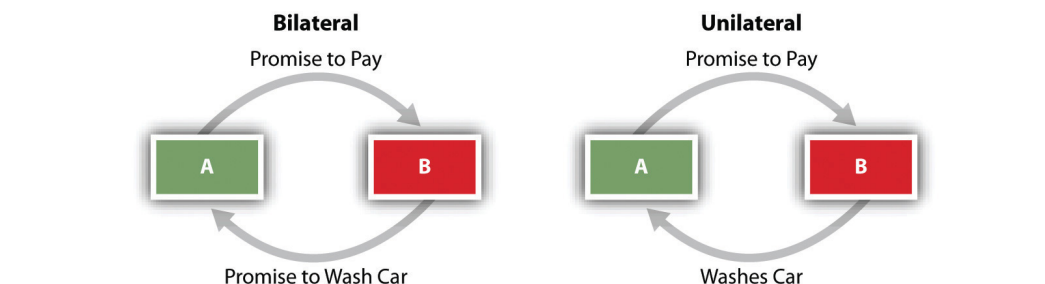 Bilateral
Promise to Pay
A
B
Promise to Wash Car
Unilateral
Promise to Pay
A
B
Washes Car